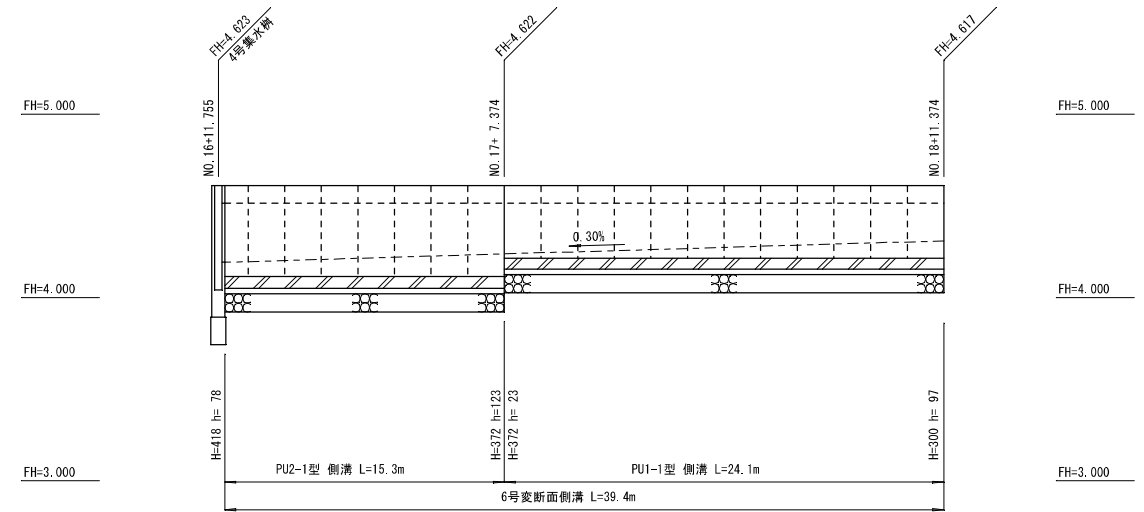 FH=4.623
4号集水桝
FH=4.622
FH=4.617
FH=5.000
NO.16+11.755
NO.17+ 7.374
NO.18+11.374
FH=5.000
0.30%
FH=4.000
FH=4.000
H=418 h= 78
H=372 h=123
H=372 h= 23
H=300 h= 97
FH=3.000
PU2-1型 側溝 L=15.3m
PU1-1型 側溝 L=24.1m
FH=3.000
6号変断面側溝 L=39.4m